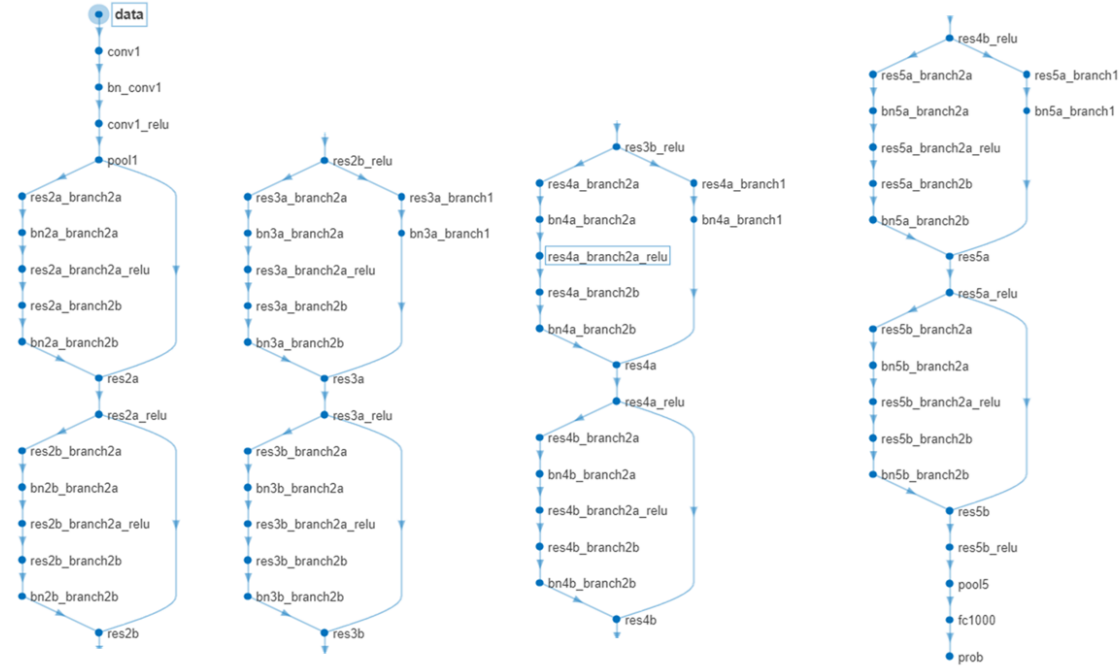 data
conv1
bn_conv1
conv1_relu
pool1
res2a_branch2a
bn2a_branch2a
res2a_branch2a_relu
res2a_branch2b
bn2a_branch2b
res2a
res2a_relu
res2b_branch2a
bn2b_branch2a
res2b_branch2a_relu
res2b_branch2b
bn2b_branch2b
res2b
res2b_relu
res3a_branch2a
res3a_branch1
bn3a_branch2a
bn3a_branch1
res3a_branch2a_relu
res3a_branch2b
bn3a_branch2b
res3a
res3a_relu
res3b_branch2a
bn3b_branch2a
res3b_branch2a_relu
res3b_branch2b
bn3b_branch2b
res3b
res3b_relu
res4a_branch2a
res4a_branch1
bn4a_branch2a
bn4a_branch1
res4a_branch2a_relu
res4a_branch2b
bn4a_branch2b
res4a
res4a_relu
res4b_branch2a
bn4b_branch2a
res4b_branch2a_relu
res4b_branch2b
bn4b_branch2b
res4b
res4b_relu
res5a_branch2a
res5a_branch1
bn5a_branch2a
bn5a_branch1
res5a_branch2a_relu
res5a_branch2b
bn5a_branch2b
res5a
res5a_relu
res5b_branch2a
bn5b_branch2a
res5b_branch2a_relu
res5b_branch2b
bn5b_branch2b
res5b
res5b_relu
pool5
fc1000
prob